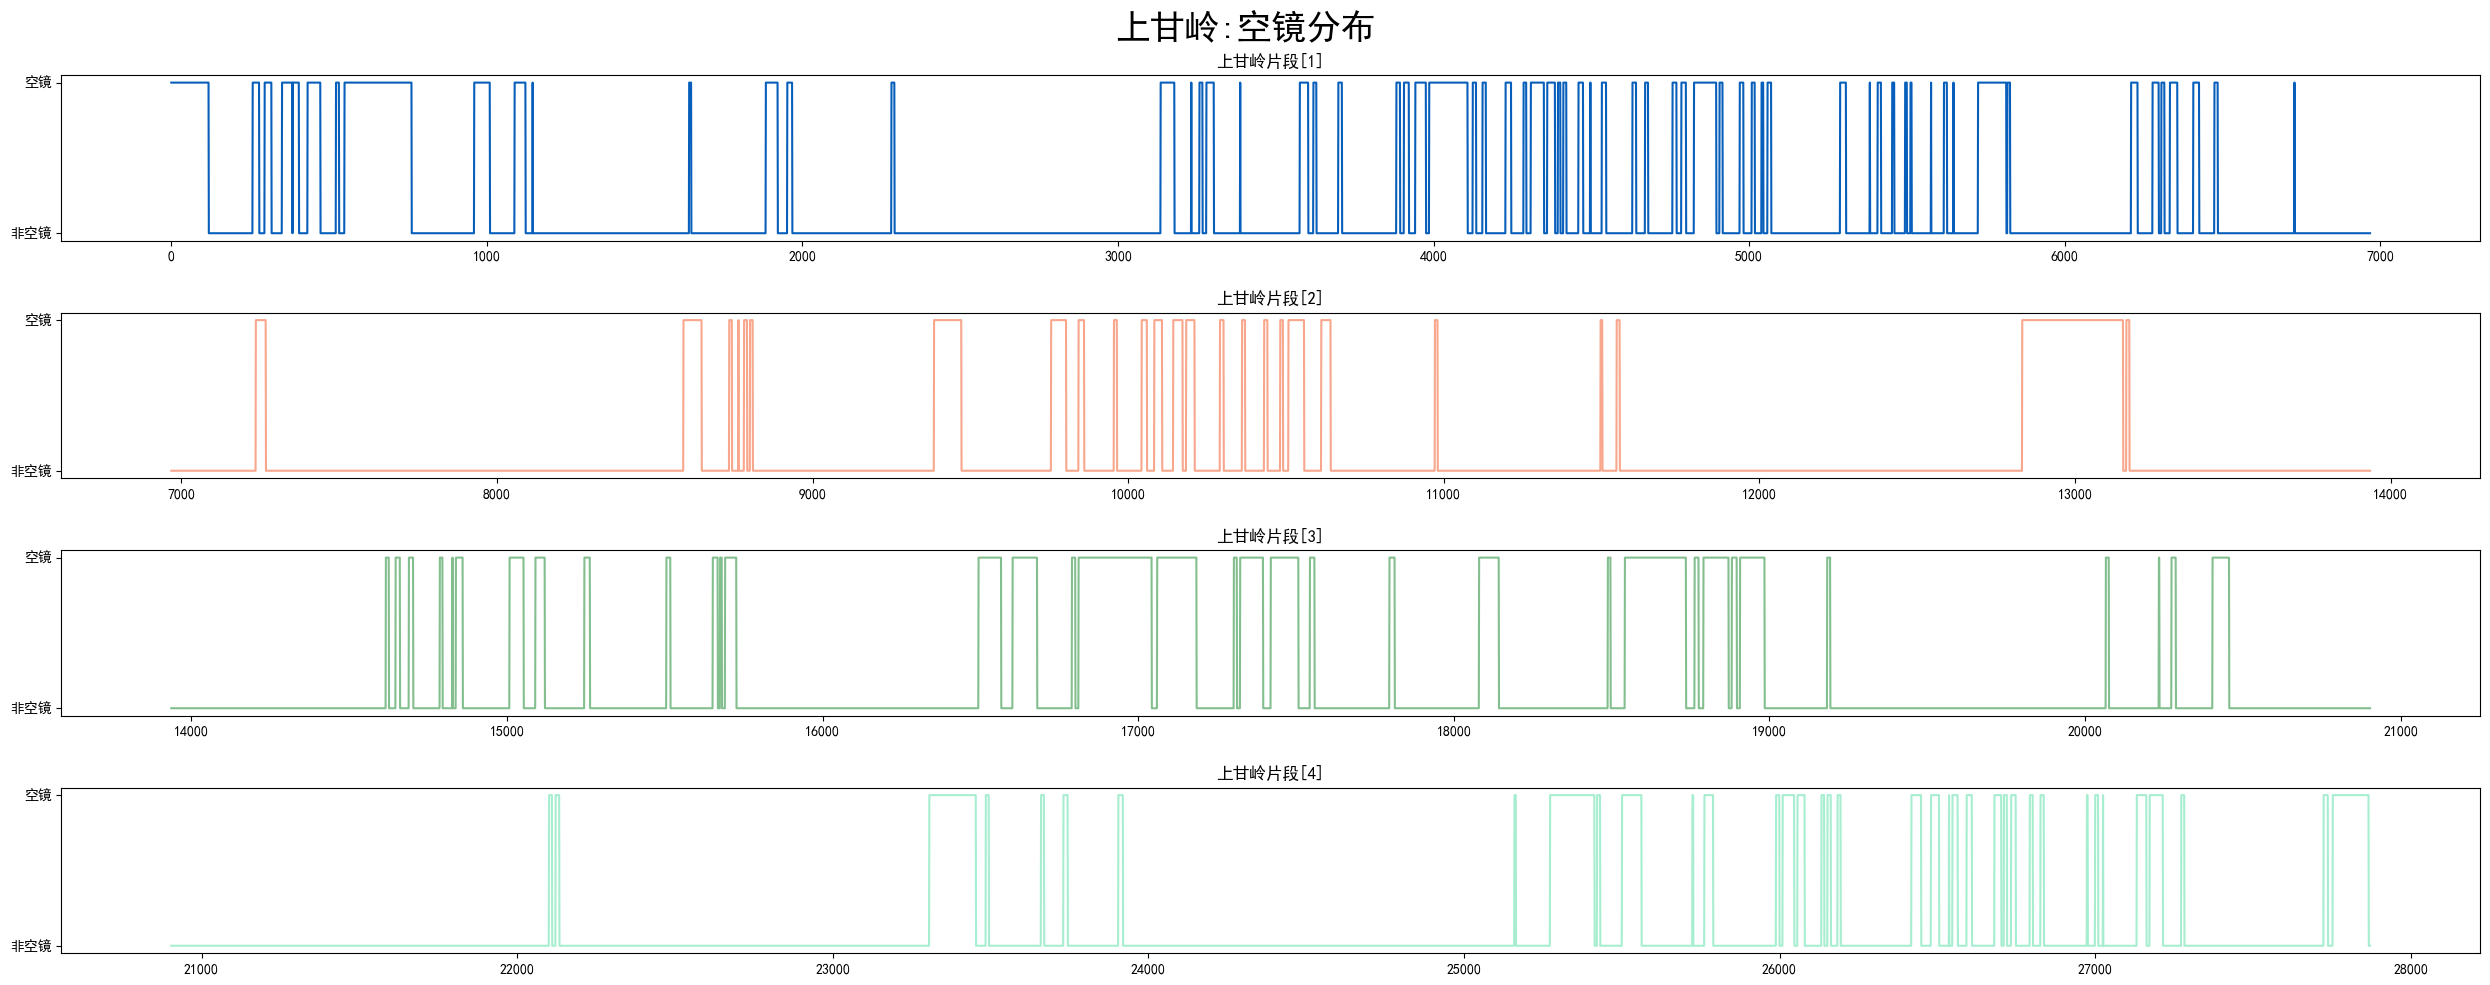 上甘岭:空镜分布
上甘岭片段[1]
空镜
非空镜
0 1000 2000 3000 4000 5000 6000 7000
上甘岭片段[2]
空镜
非空镜
7000 8000 9000 10000 11000 12000 13000 14000
上甘岭片段[3]
空镜
非空镜
14000 15000 16000 17000 18000 19000 20000 21000
上甘岭片段[4]
空镜
非空镜
21000 22000 23000 24000 25000 26000 27000 28000